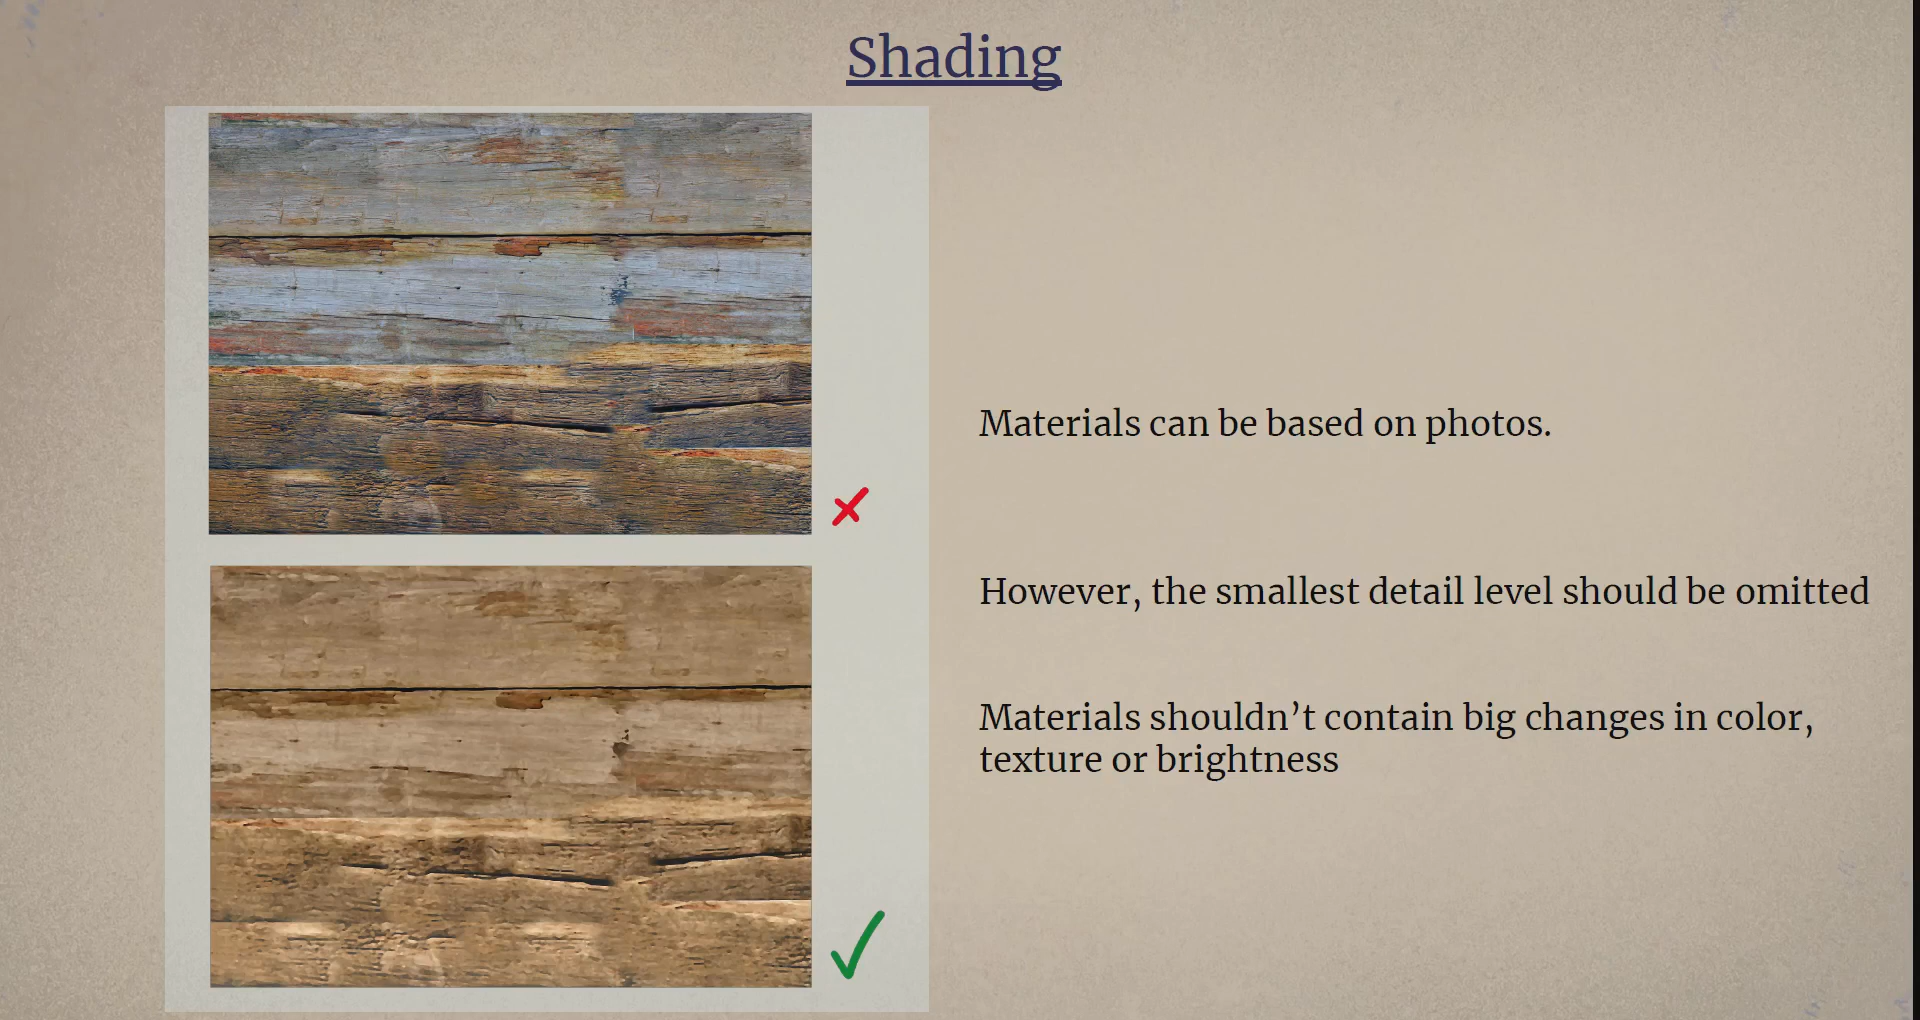 Shading
Materials can be based on photos.
However, the smallest detail level should be omitted
Materials shouldn’t contain big changes in color,
texture or brightness